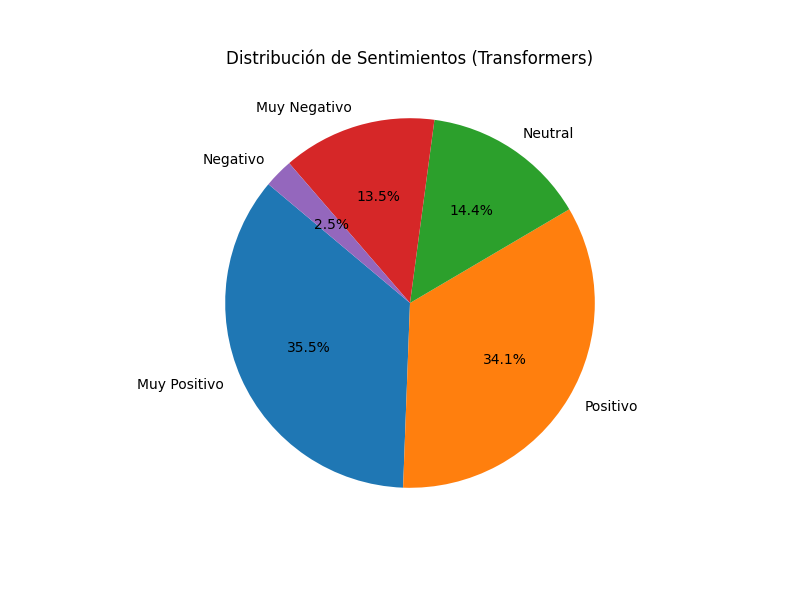 Distribución de Sentimientos (Transformers)
Muy Negativo
Neutral
Negativo
13.5%
14.4%
2.5%
35.5%
34.1%
Muy Positivo
Positivo